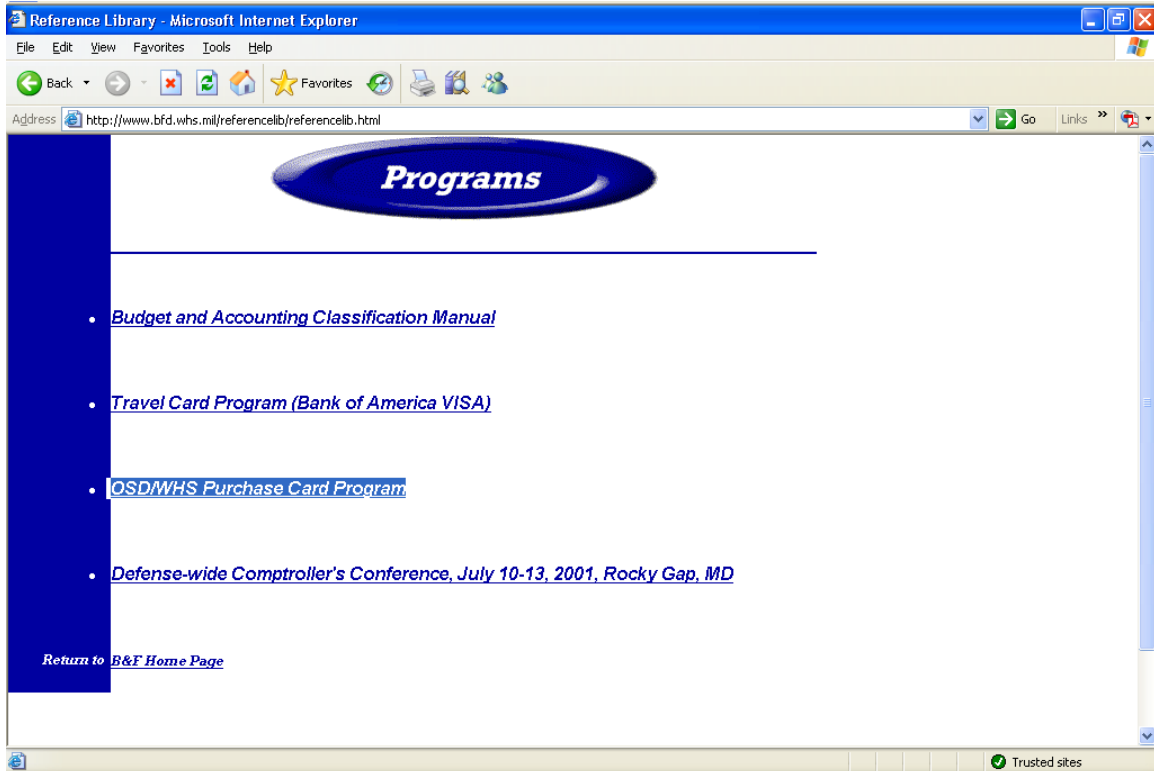 Reference Library - Microsoft Internet Explorer
File Edit View Favorites Tools Help
Back Favorites
Address http://www.bfd.whs.mil/referencelib/referencelib.html Go Links »
Programs
Budget and Accounting Classification Manual
Travel Card Program (Bank of America VISA)
OSD/WHS Purchase Card Program
Defense-wide Comptroller's Conference, July 10-13, 2001, Rocky Gap, MD
Return to B&F Home Page
Trusted sites